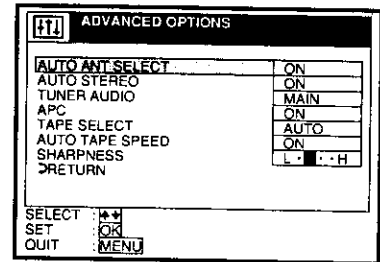 ADVANCED OPTIONS
AUTO ANT SELECT ON
AUTO STEREO ON
TUNER AUDIO MAIN
APC ON
TAPE SELECT AUTO
AUTO TAPE SPEED ON
SHARPNESS L · ■ · · H
⊃RETURN
SELECT : ♦♦
SET : OK
QUIT : MENU